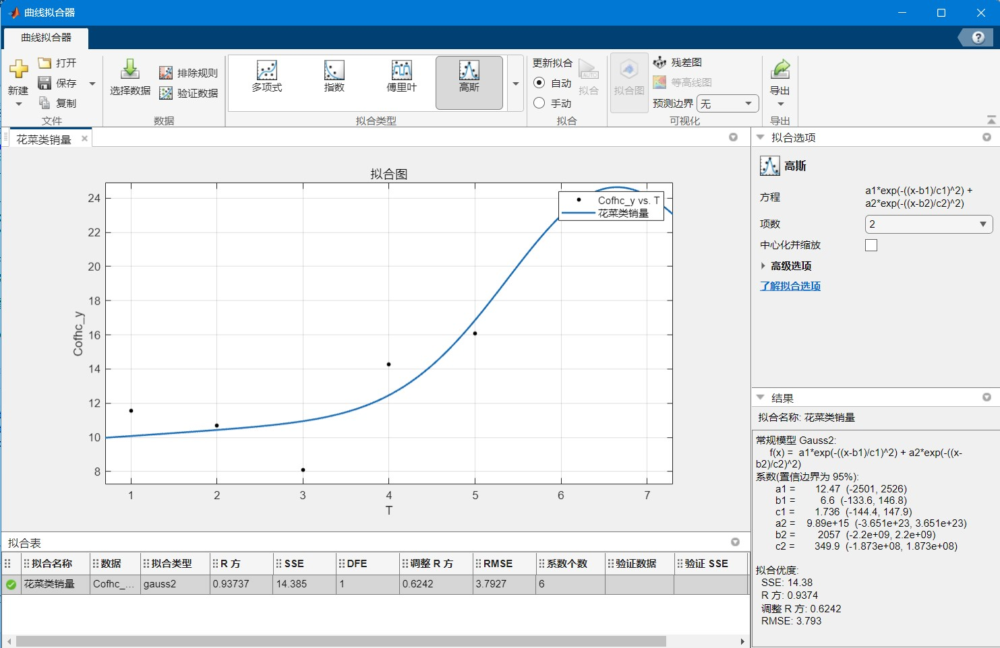 曲线拟合器
曲线拟合器
新建
打开
保存
复制
文件
选择数据
排除规则
验证数据
数据
多项式
指数
傅里叶
高斯
拟合类型
更新拟合
自动
手动
AUTO
拟合
拟合
拟合图
残差图
等高线图
预测边界 无
可视化
导出
导出
花菜类销量
拟合图
Cofhc_y vs. T
花菜类销量
24
22
20
18
16
14
12
10
8
Cofhc_y
1 2 3 4 5 6 7
T
拟合选项
高斯
方程 a1*exp(-((x-b1)/c1)^2) +
a2*exp(-((x-b2)/c2)^2)
项数 2
中心化并缩放
高级选项
了解拟合选项
结果
拟合名称: 花菜类销量
常规模型 Gauss2:
f(x) = a1*exp(-((x-b1)/c1)^2) + a2*exp(-((x-
b2)/c2)^2)
系数(置信边界为 95%):
a1 = 12.47 (-2501, 2526)
b1 = 6.6 (-133.6, 146.8)
c1 = 1.736 (-144.4, 147.9)
a2 = 9.89e+15 (-3.651e+23, 3.651e+23)
b2 = 2057 (-2.2e+09, 2.2e+09)
c2 = 349.9 (-1.873e+08, 1.873e+08)
拟合优度:
SSE: 14.38
R 方: 0.9374
调整 R 方: 0.6242
RMSE: 3.793
拟合表
拟合名称 数据 拟合类型 R 方 SSE DFE 调整 R 方 RMSE 系数个数 验证数据 验证 SSE
花菜类销量 Cofhc_... gauss2 0.93737 14.385 1 0.6242 3.7927 6